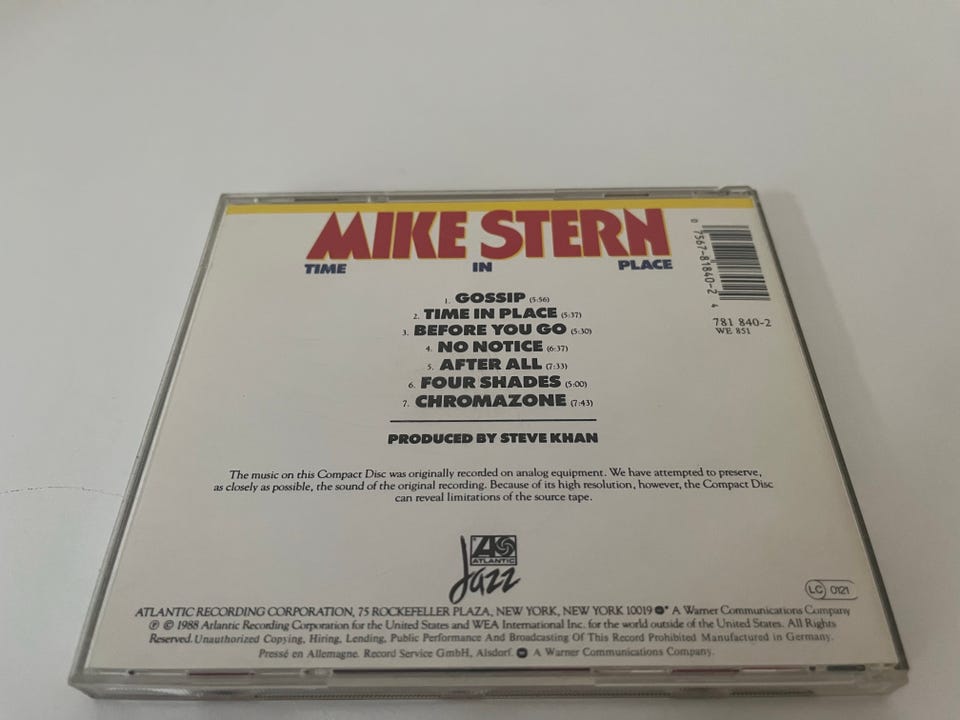 MIKE STERN
TIME IN PLACE
0 7567-81840-2 4
781 840-2
WE 851
1. GOSSIP (5:56)
2. TIME IN PLACE (5:37)
3. BEFORE YOU GO (5:30)
4. NO NOTICE (6:37)
5. AFTER ALL (7:33)
6. FOUR SHADES (5:00)
7. CHROMAZONE (7:43)
PRODUCED BY STEVE KHAN
The music on this Compact Disc was originally recorded on analog equipment. We have attempted to preserve,
as closely as possible, the sound of the original recording. Because of its high resolution, however, the Compact Disc
can reveal limitations of the source tape.
ATLANTIC
Jazz
LC 0121
ATLANTIC RECORDING CORPORATION, 75 ROCKEFELLER PLAZA, NEW YORK, NEW YORK 10019 * A Warner Communications Company
℗ © 1988 Atlantic Recording Corporation for the United States and WEA International Inc. for the world outside of the United States. All Rights
Reserved. Unauthorized Copying, Hiring, Lending, Public Performance And Broadcasting Of This Record Prohibited Manufactured in Germany.
Pressé en Allemagne. Record Service GmbH, Alsdorf. A Warner Communications Company.